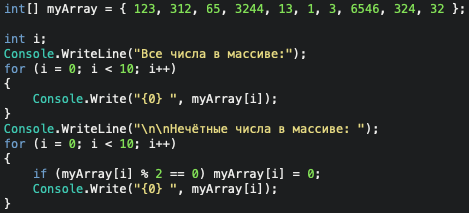 int[] myArray = { 123, 312, 65, 3244, 13, 1, 3, 6546, 324, 32 };
int i;
Console.WriteLine("Все числа в массиве:");
for (i = 0; i < 10; i++)
{
Console.Write("{0} ", myArray[i]);
}
Console.WriteLine("\n\nНечётные числа в массиве: ");
for (i = 0; i < 10; i++)
{
if (myArray[i] % 2 == 0) myArray[i] = 0;
Console.Write("{0} ", myArray[i]);
}